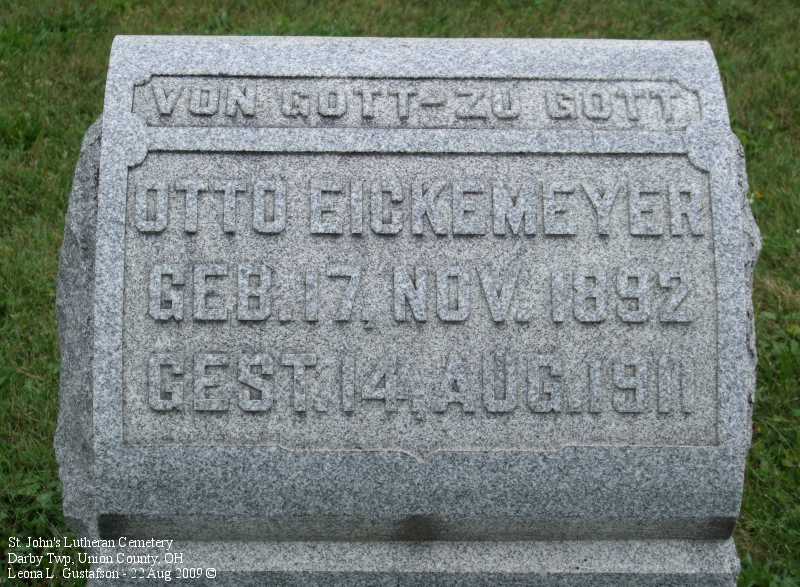 VON GOTT-ZU GOTT
OTTO EICKEMEYER
GEB. 17, NOV. 1892
GEST. 14, AUG. 1911
St. John's Lutheran Cemetery
Darby Twp, Union County, OH
Leona L. Gustafson - 22 Aug 2009 ©